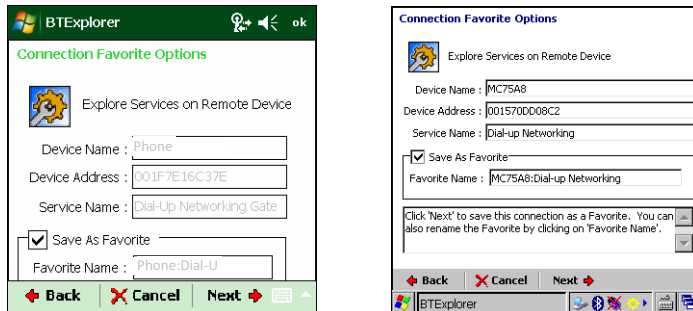 BTExplorer
ok
Connection Favorite Options
Explore Services on Remote Device
Device Name : Phone
Device Address : 001F7E16C37E
Service Name : Dial-Up Networking Gate
Save As Favorite
Favorite Name : Phone:Dial-U
Back
Cancel
Next
Connection Favorite Options
Explore Services on Remote Device
Device Name : MC75A8
Device Address : 001570DD08C2
Service Name : Dial-up Networking
Save As Favorite
Favorite Name : MC75A8:Dial-up Networking
Click 'Next' to save this connection as a Favorite. You can
also rename the Favorite by clicking on 'Favorite Name'.
Back
Cancel
Next
BTExplorer